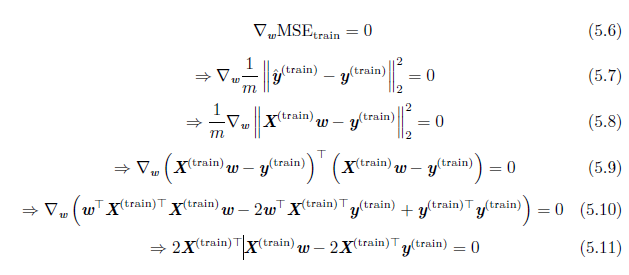 ∇_w MSE_train = 0 (5.6)
⇒ ∇_w 1/m ‖ŷ^(train) − y^(train)‖₂² = 0 (5.7)
⇒ 1/m ∇_w ‖X^(train) w − y^(train)‖₂² = 0 (5.8)
⇒ ∇_w (X^(train) w − y^(train))^⊤ (X^(train) w − y^(train)) = 0 (5.9)
⇒ ∇_w (w^⊤ X^(train)⊤ X^(train) w − 2w^⊤ X^(train)⊤ y^(train) + y^(train)⊤ y^(train)) = 0 (5.10)
⇒ 2X^(train)⊤ X^(train) w − 2X^(train)⊤ y^(train) = 0 (5.11)